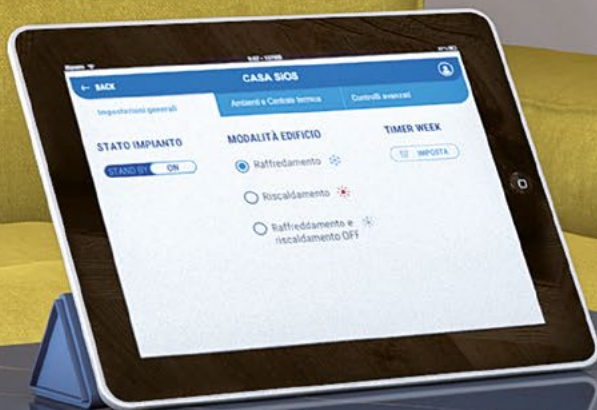 ← BACK
CASA SiOS
Impostazioni generali
Ambienti e Centrale termica
Controlli avanzati
STATO IMPIANTO
STAND BY ON
MODALITÀ EDIFICIO
Raffredamento
Riscaldamento
Raffreddamento e
riscaldamento OFF
TIMER WEEK
IMPOSTA